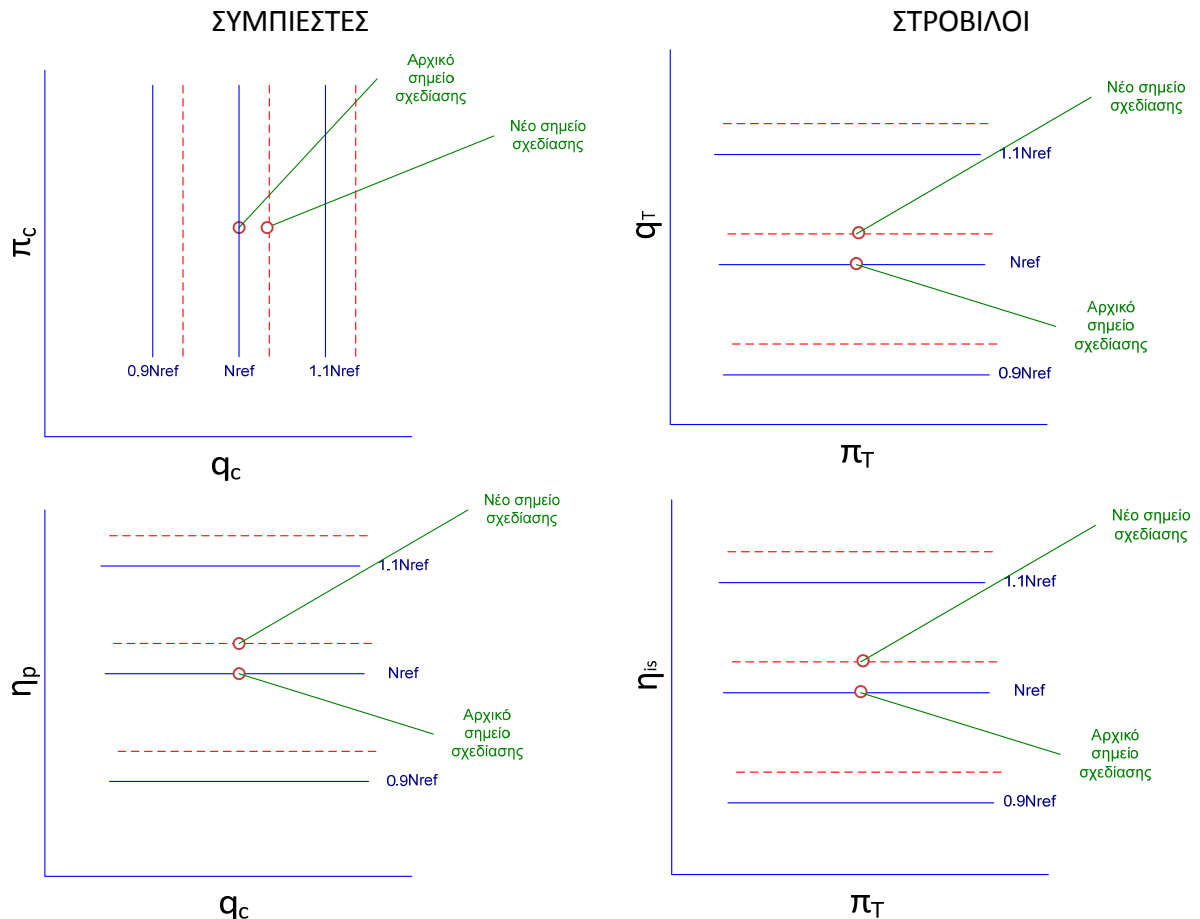 ΣΥΜΠΙΕΣΤΕΣ
Αρχικό
σημείο
σχεδίασης
Νέο σημείο
σχεδίασης
πc
0.9Nref
Nref
1.1Nref
qc
ΣΤΡΟΒΙΛΟΙ
Νέο σημείο
σχεδίασης
1.1Nref
qT
Nref
Αρχικό
σημείο
σχεδίασης
0.9Nref
πT
Νέο σημείο
σχεδίασης
1.1Nref
ηp
Nref
Αρχικό
σημείο
σχεδίασης
0.9Nref
qc
Νέο σημείο
σχεδίασης
1.1Nref
ηis
Nref
Αρχικό
σημείο
σχεδίασης
0.9Nref
πT